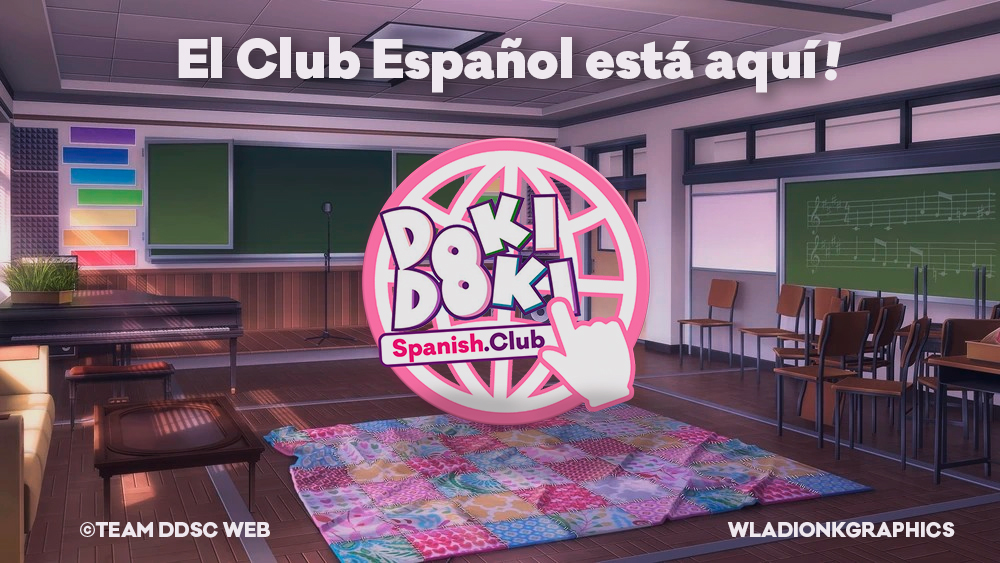 El Club Español está aquí!
DOKI
DOKI
Spanish.Club
©TEAM DDSC WEB
WLADIONKGRAPHICS